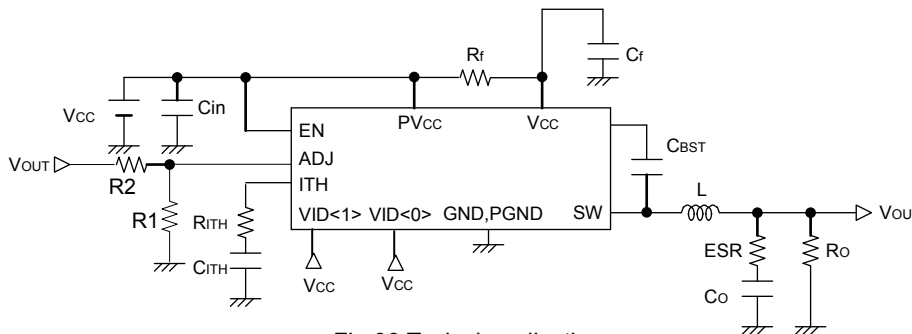 Rf
Cf
VCC
Cin
PVCC
VCC
EN
CBST
VOUT
ADJ
R2
ITH
L
R1
RITH
VID<1> VID<0> GND,PGND
SW
VOU
ESR
RO
CITH
VCC
VCC
CO